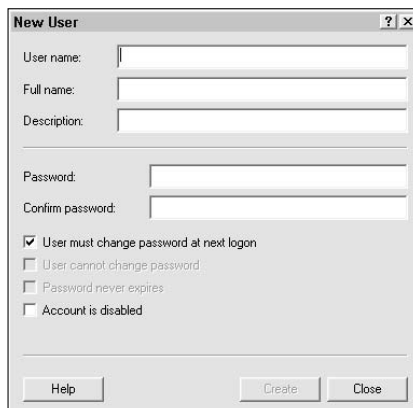 New User
User name:
Full name:
Description:
Password:
Confirm password:
User must change password at next logon
User cannot change password
Password never expires
Account is disabled
Help Create Close